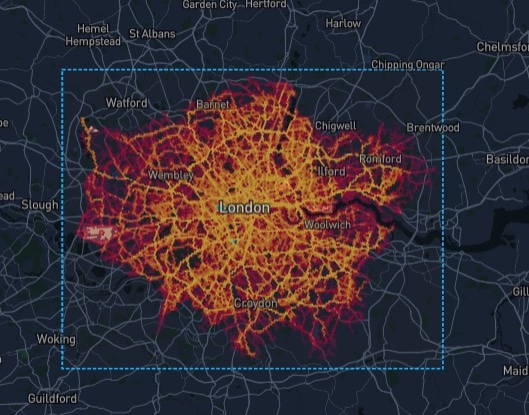 Garden City
Hertford
Hemel
Hempstead
St Albans
Harlow
Chelmsfo
Chipping Ongar
Watford
Barnet
Chigwell
Brentwood
Basildon
Romford
Ilford
Wembley
ead
Slough
London
Woolwich
Croydon
Gill
Woking
Maid
Guildford